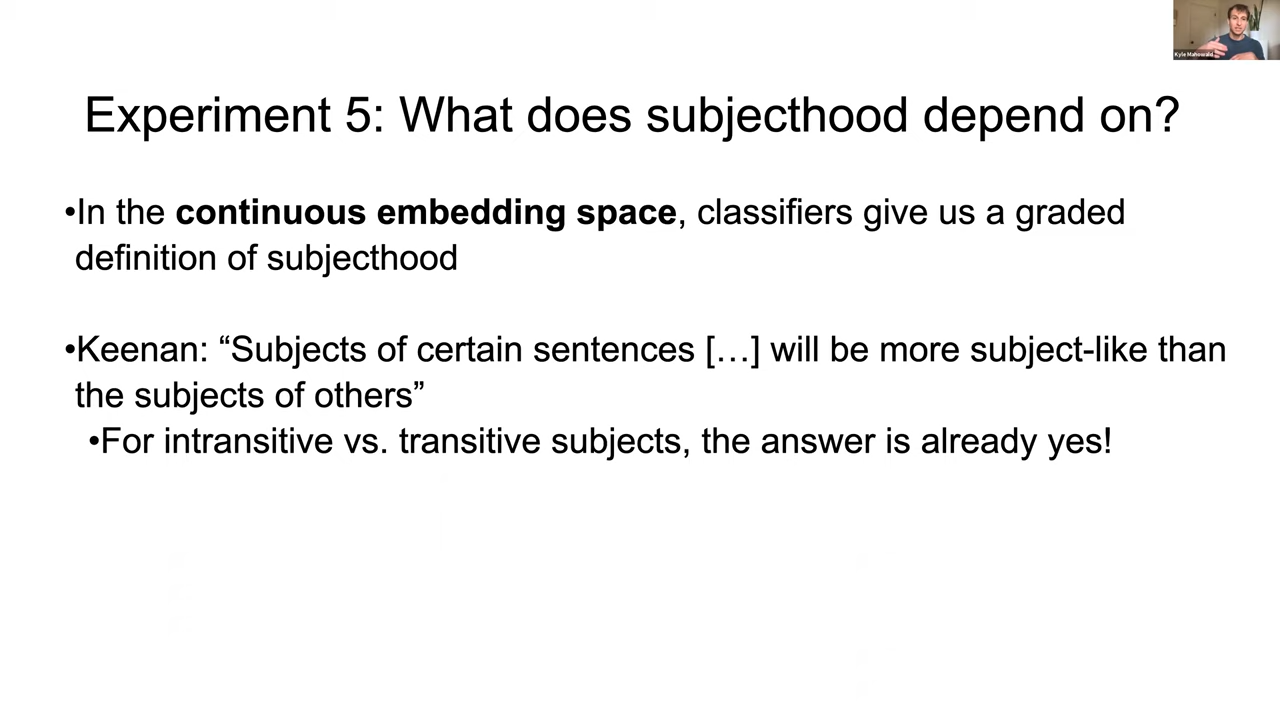 Kyle Mahowald
Experiment 5: What does subjecthood depend on?
•In the continuous embedding space, classifiers give us a graded
definition of subjecthood
•Keenan: “Subjects of certain sentences […] will be more subject-like than
the subjects of others”
•For intransitive vs. transitive subjects, the answer is already yes!